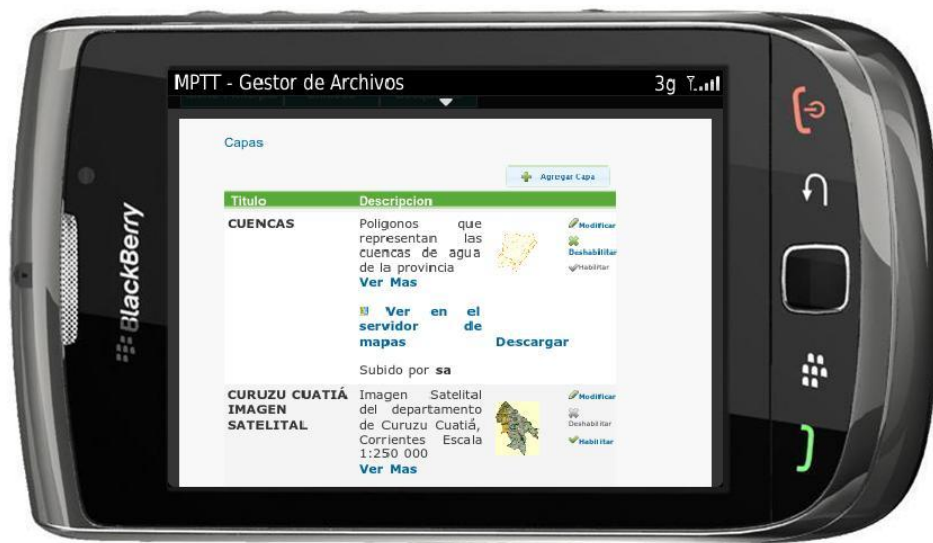 MPTT - Gestor de Archivos
3g
Capas
Agregar Capa
Titulo Descripcion
CUENCAS
Poligonos que
representan las
cuencas de agua
de la provincia
Ver Mas
Modificar
Deshabilitar
Habilitar
Ver en el
servidor de
mapas
Descargar
Subido por sa
CURUZU CUATIÁ
IMAGEN
SATELITAL
Imagen Satelital
del departamento
de Curuzu Cuatiá,
Corrientes Escala
1:250 000
Ver Mas
Modificar
Deshabilitar
Habilitar
BlackBerry